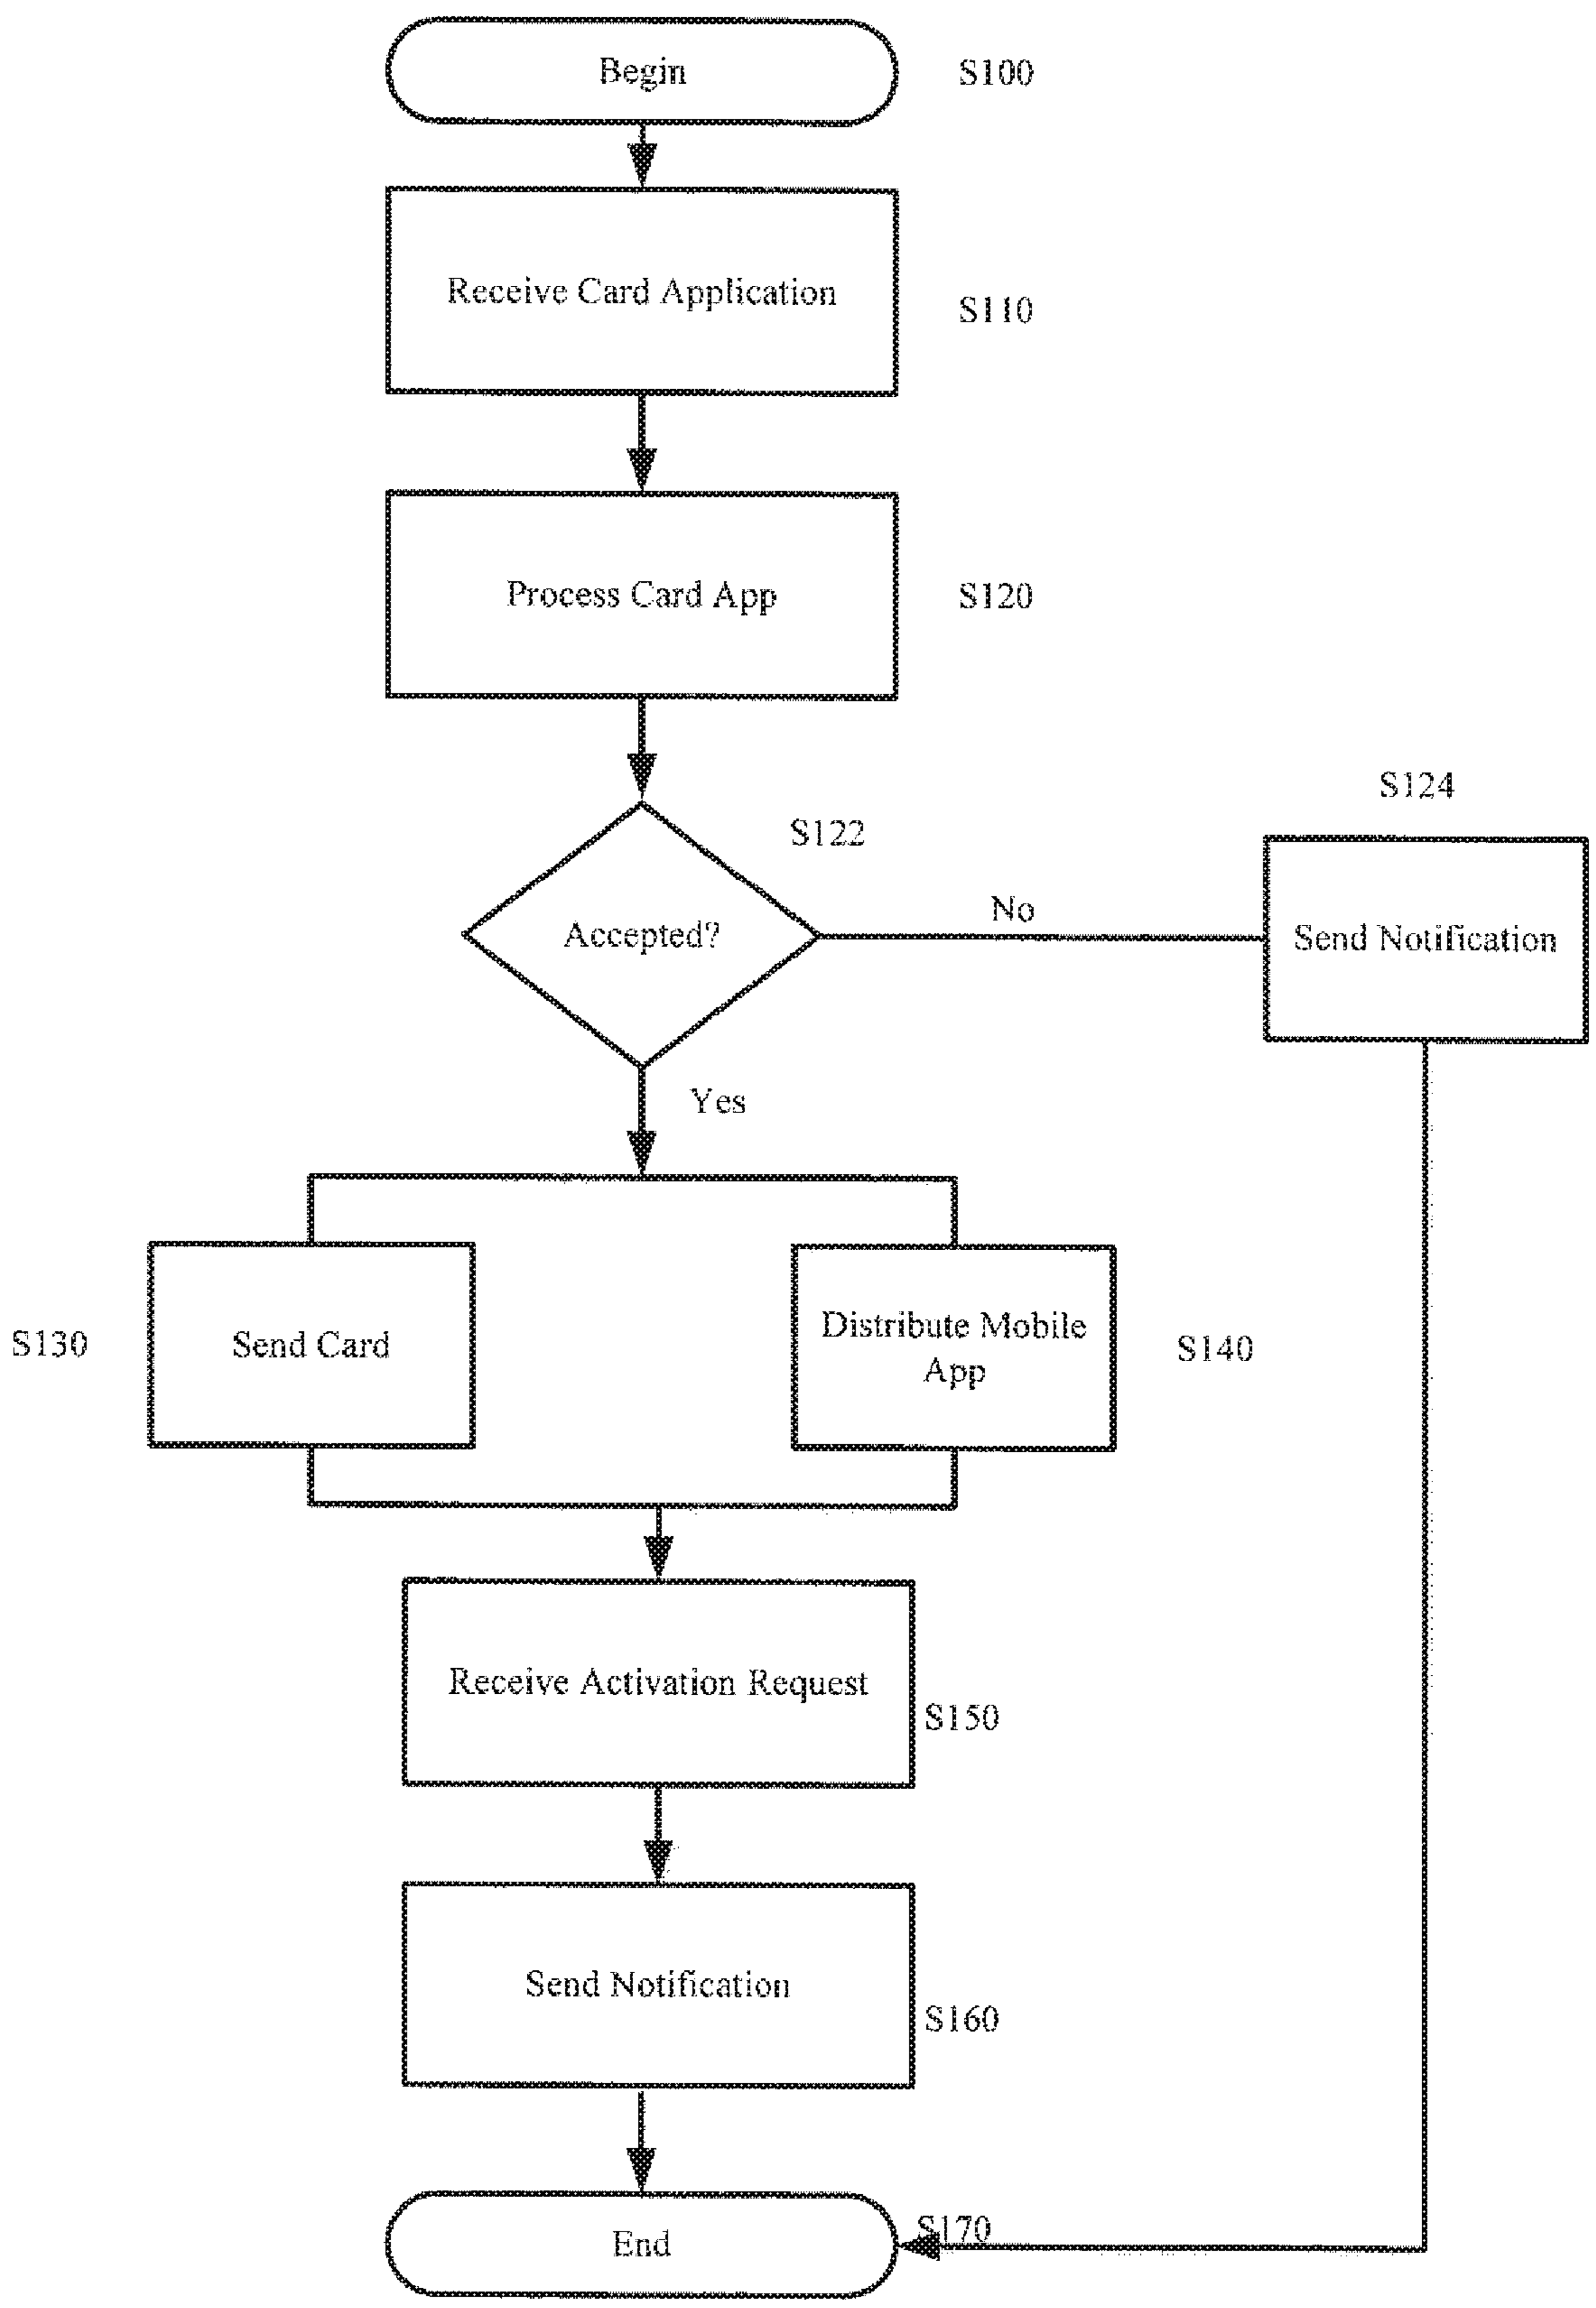 Begin
S100
Receive Card Application
S110
Process Card App
S120
S124
S122
Accepted?
No
Send Notification
Yes
S130
Send Card
Distribute Mobile
App
S140
Receive Activation Request
S150
Send Notification
S160
End
S170